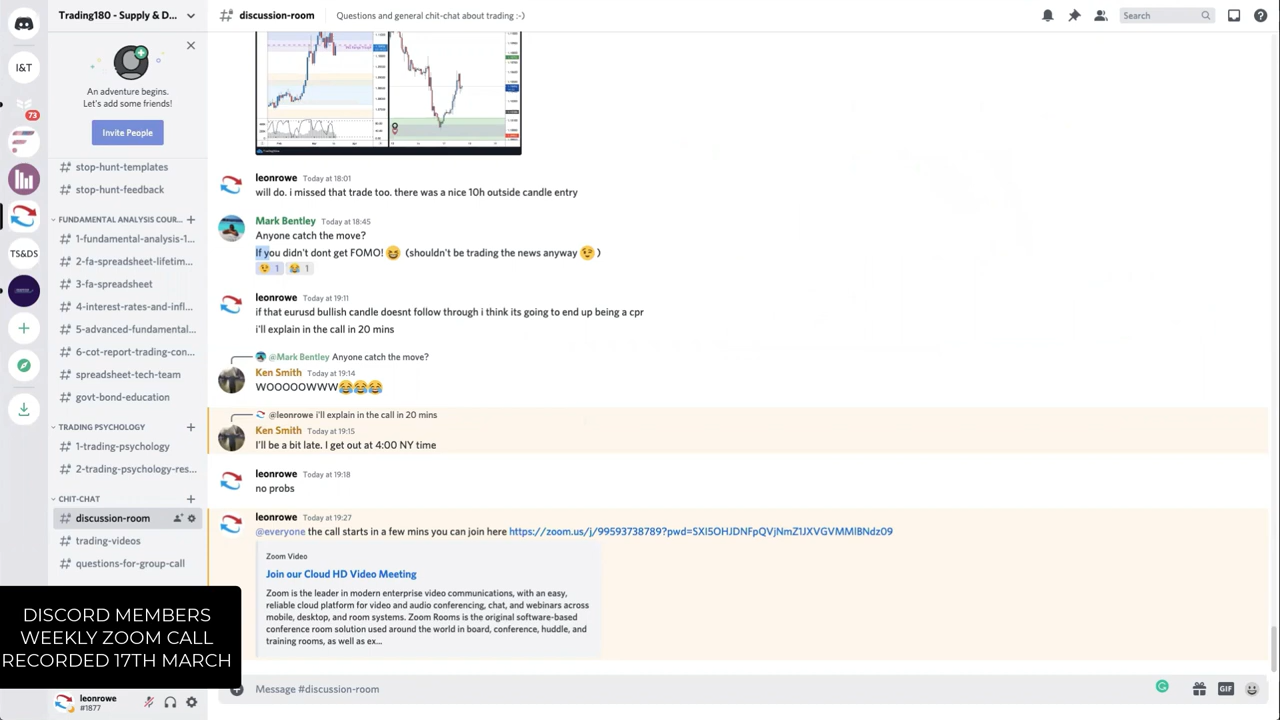 Trading180 - Supply & D...
discussion-room
Questions and general chit-chat about trading :-)
Search
I&T
73
TS&DS
An adventure begins.
Let's add some friends!
Invite People
stop-hunt-templates
stop-hunt-feedback
FUNDAMENTAL ANALYSIS COUR...
1-fundamental-analysis-1...
2-fa-spreadsheet-lifetim...
3-fa-spreadsheet
4-interest-rates-and-infl...
5-advanced-fundamental...
6-cot-report-trading-con...
spreadsheet-tech-team
govt-bond-education
TRADING PSYCHOLOGY
1-trading-psychology
2-trading-psychology-res...
CHIT-CHAT
discussion-room
trading-videos
questions-for-group-call
DISCORD MEMBERS
WEEKLY ZOOM CALL
RECORDED 17TH MARCH
leonrowe
#1877
leonrowe Today at 18:01
will do. i missed that trade too. there was a nice 10h outside candle entry
Mark Bentley Today at 18:45
Anyone catch the move?
If you didn't dont get FOMO! 😆 (shouldn't be trading the news anyway 😉 )
😉 1 😂 1
leonrowe Today at 19:11
if that eurusd bullish candle doesnt follow through i think its going to end up being a cpr
i'll explain in the call in 20 mins
@Mark Bentley Anyone catch the move?
Ken Smith Today at 19:14
WOOOOOWWW😂😂😂
@leonrowe i'll explain in the call in 20 mins
Ken Smith Today at 19:15
I'll be a bit late. I get out at 4:00 NY time
leonrowe Today at 19:18
no probs
leonrowe Today at 19:27
@everyone the call starts in a few mins you can join here https://zoom.us/j/99593738789?pwd=SXI5OHJDNFpQVjNmZ1JXVGVMMlBNdz09
Zoom Video
Join our Cloud HD Video Meeting
Zoom is the leader in modern enterprise video communications, with an easy,
reliable cloud platform for video and audio conferencing, chat, and webinars across
mobile, desktop, and room systems. Zoom Rooms is the original software-based
conference room solution used around the world in board, conference, huddle, and
training rooms, as well as ex...
Message #discussion-room
GIF